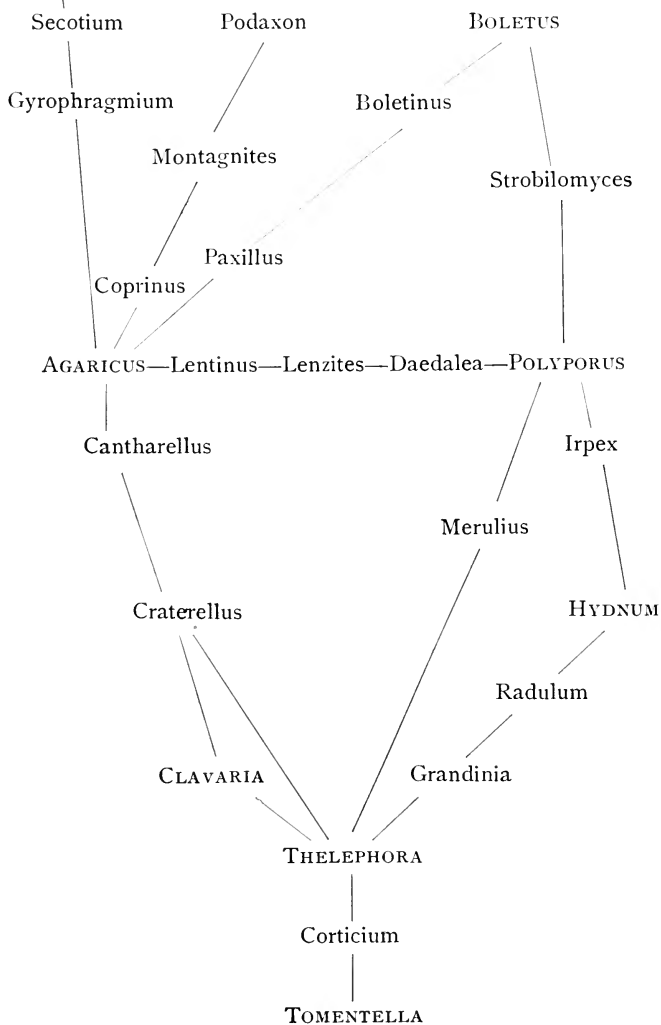 Secotium Podaxon BOLETUS
Gyrophragmium Boletinus
Montagnites
Strobilomyces
Paxillus
Coprinus
AGARICUS—Lentinus—Lenzites—Daedalea—POLYPORUS
Cantharellus Irpex
Merulius
Craterellus HYDNUM
Radulum
CLAVARIA Grandinia
THELEPHORA
Corticium
TOMENTELLA